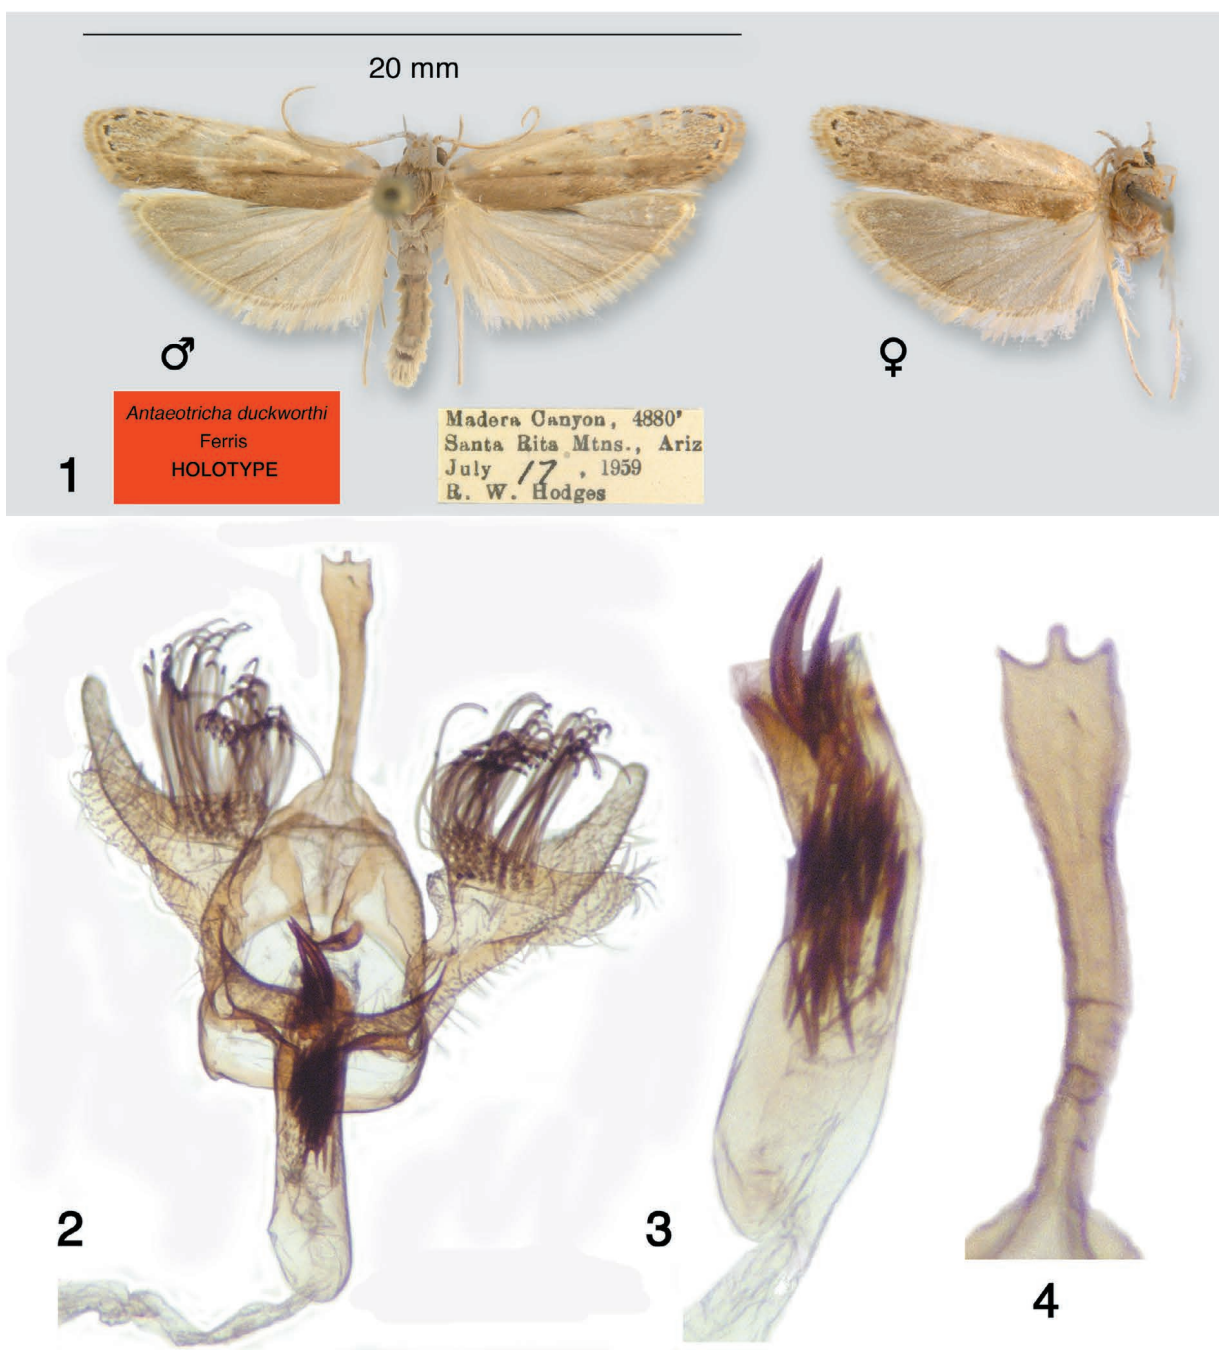 20 mm
♂
♀
Antaeotricha duckworthi
Ferris
HOLOTYPE
Madera Canyon, 4880'
Santa Rita Mtns., Ariz
July 17, 1959
R. W. Hodges
1
2
3
4